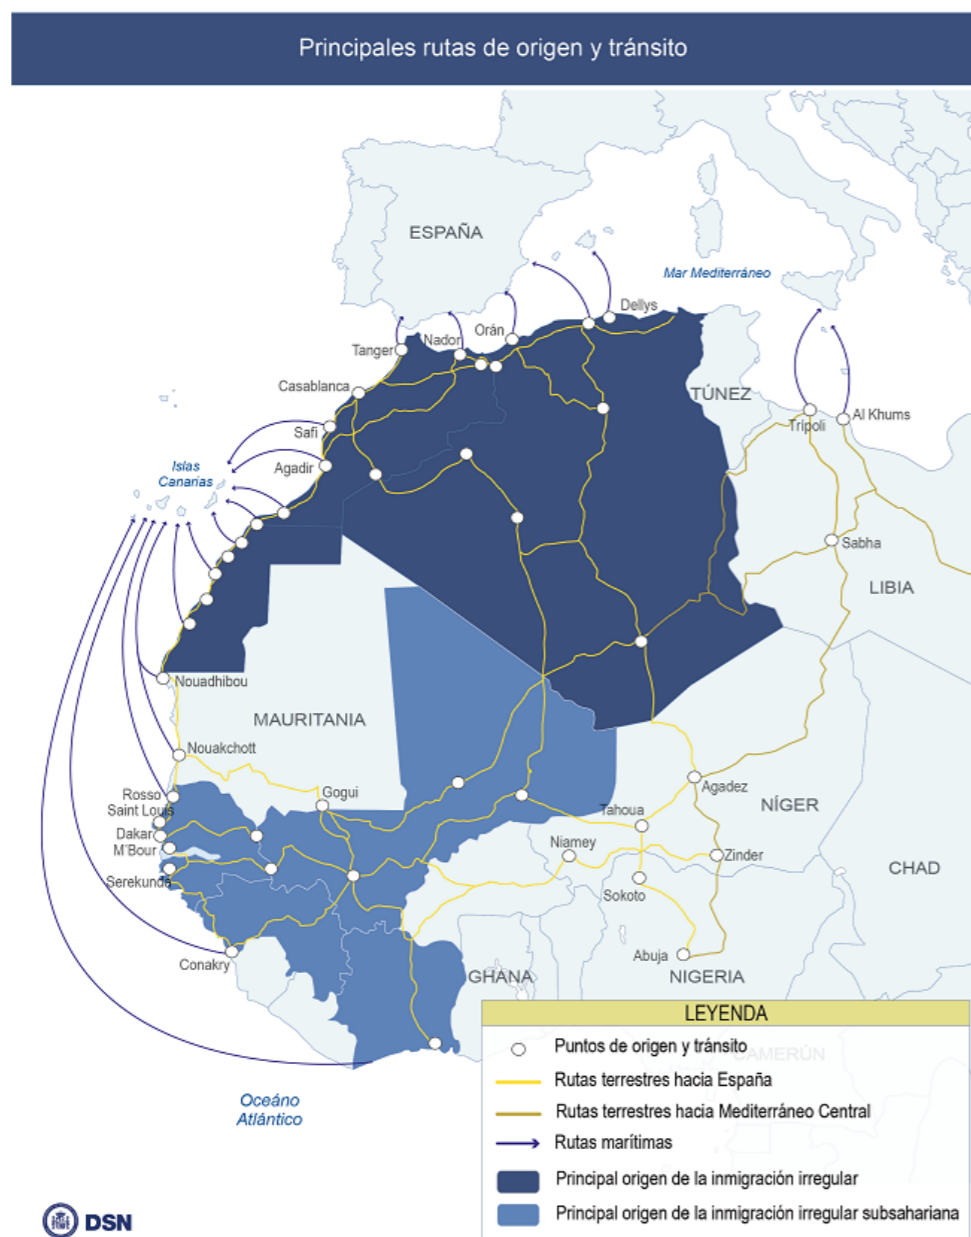 Principales rutas de origen y tránsito
ESPAÑA
Mar Mediterráneo
Dellys
Orán
Nador
Tanger
Casablanca
TÚNEZ
Trípoli
Al Khums
Safi
Agadir
Islas
Canarias
Sabha
LIBIA
Nouadhibou
MAURITANIA
Nouakchott
Rosso
Saint Louis
Gogui
Agadez
NÍGER
Tahoua
Dakar
M'Bour
Niamey
Zinder
CHAD
Serekunda
Sokoto
Conakry
Abuja
GHANA
NIGERIA
LEYENDA
Puntos de origen y tránsito
CAMERÚN
Rutas terrestres hacia España
Rutas terrestres hacia Mediterráneo Central
Rutas marítimas
Principal origen de la inmigración irregular
Principal origen de la inmigración irregular subsahariana
Oceáno
Atlántico
DSN